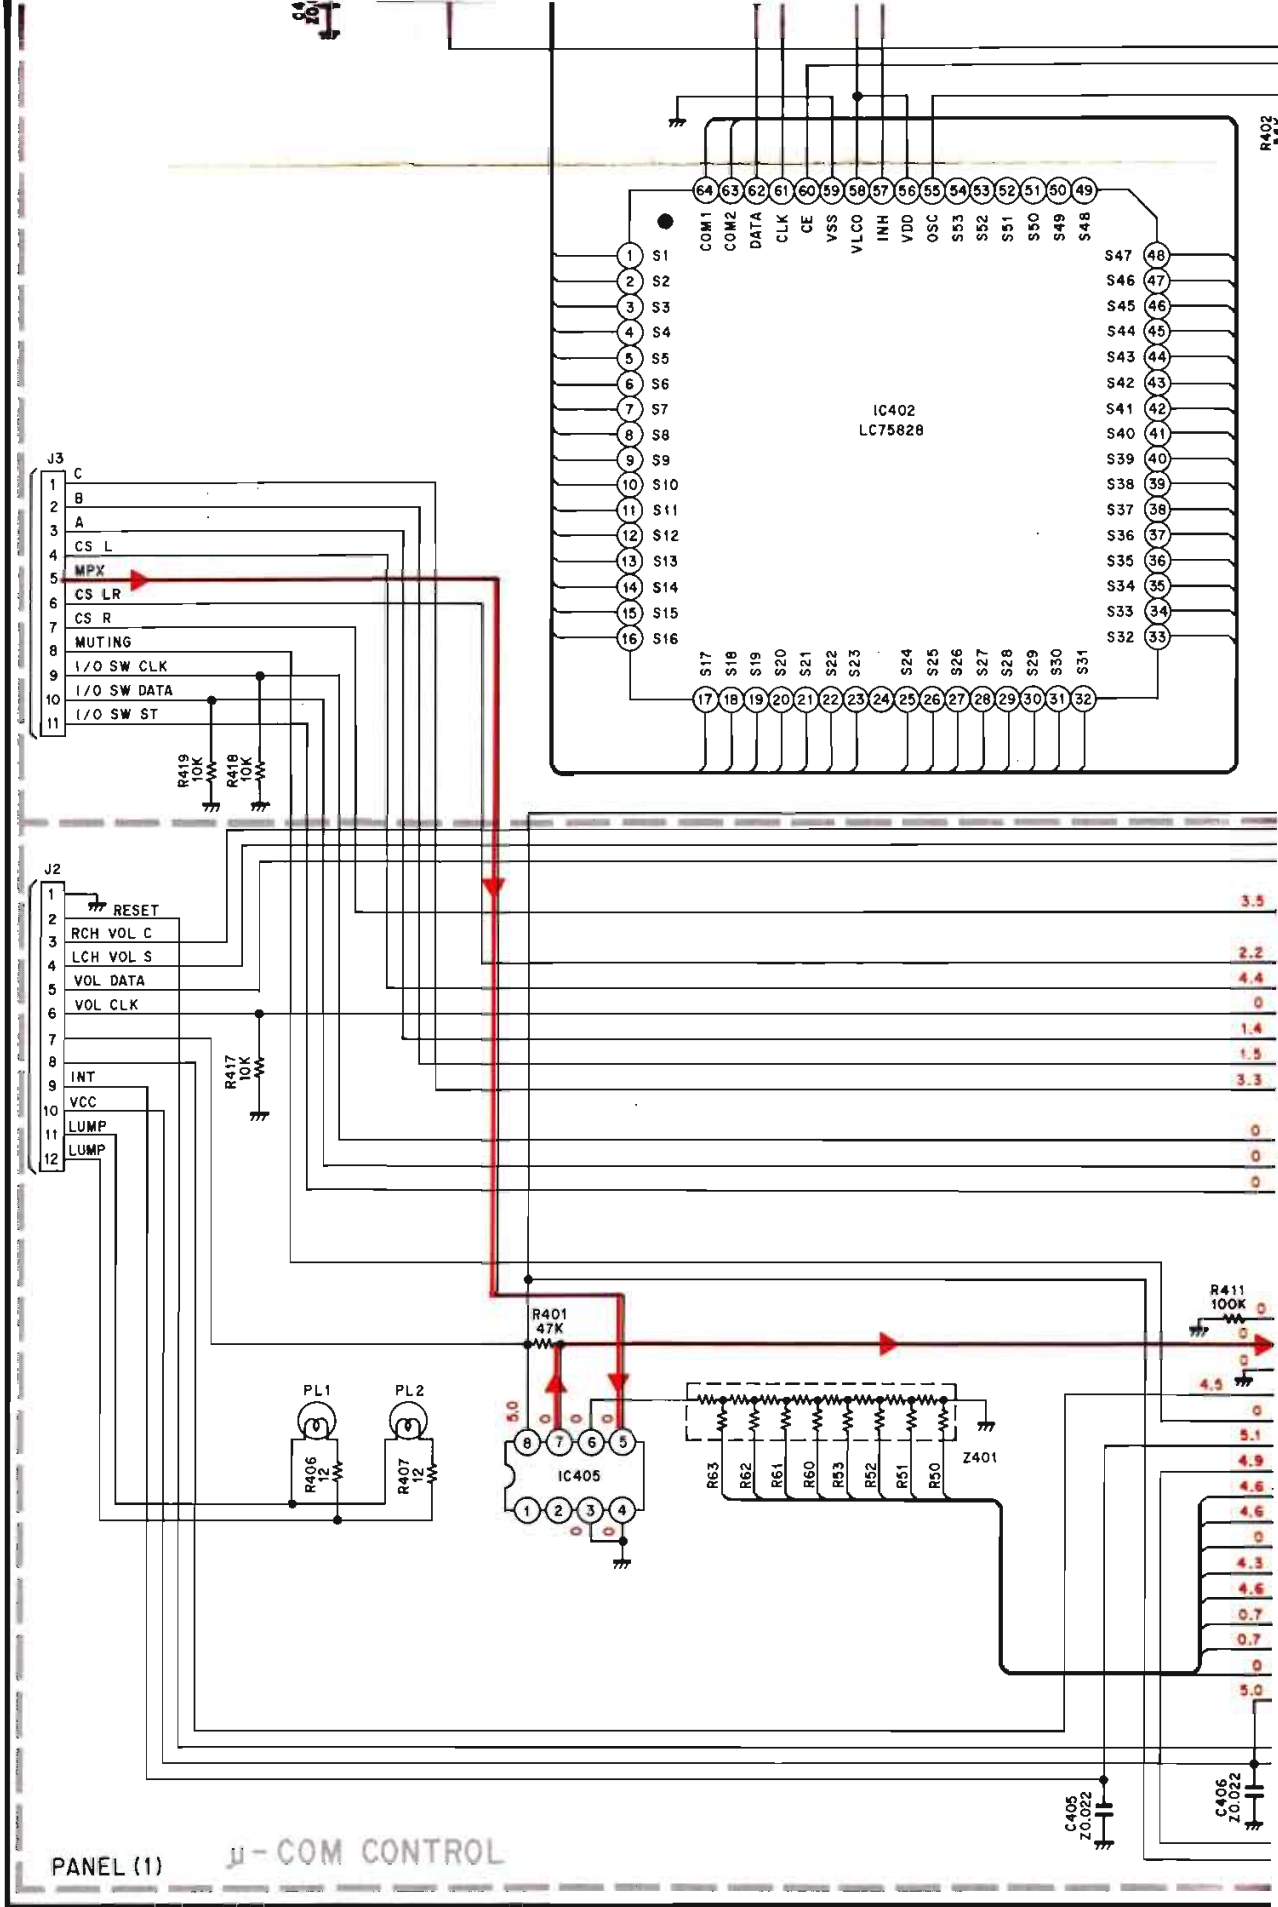 R402
64 63 62 61 60 59 58 57 56 55 54 53 52 51 50 49
COM1 COM2 DATA CLK CE VSS VLCO INH VDD OSC S53 S52 S51 S50 S49 S48
1 S1
2 S2
3 S3
4 S4
5 S5
6 S6
7 S7
8 S8
9 S9
10 S10
11 S11
12 S12
13 S13
14 S14
15 S15
16 S16
S47 48
S46 47
S45 46
S44 45
S43 44
S42 43
S41 42
S40 41
S39 40
S38 39
S37 38
S36 37
S35 36
S34 35
S33 34
S32 33
IC402
LC75828
S17 S18 S19 S20 S21 S22 S23 S24 S25 S26 S27 S28 S29 S30 S31
17 18 19 20 21 22 23 24 25 26 27 28 29 30 31 32
J3
1 C
2 B
3 A
4 CS L
5 MPX
6 CS LR
7 CS R
8 MUTING
9 I/O SW CLK
10 I/O SW DATA
11 I/O SW ST
R419
10K
R418
10K
J2
1
2 RESET
3 RCH VOL C
4 LCH VOL S
5 VOL DATA
6 VOL CLK
7
8
9 INT
10 VCC
11 LUMP
12 LUMP
R417
10K
3.5
2.2
4.4
0
1.4
1.5
3.3
0
0
0
R411
100K
0
0
0
4.5
0
5.1
4.9
4.6
4.6
0
4.3
4.6
0.7
0.7
0
5.0
R401
47K
PL1
PL2
R406
12
R407
12
5.0 0 0 0
8 7 6 5
IC405
1 2 3 4
0 0
R63 R62 R61 R60 R53 R52 R51 R50
Z401
C405
Z0.022
C406
Z0.022
PANEL (1)
μ-COM CONTROL